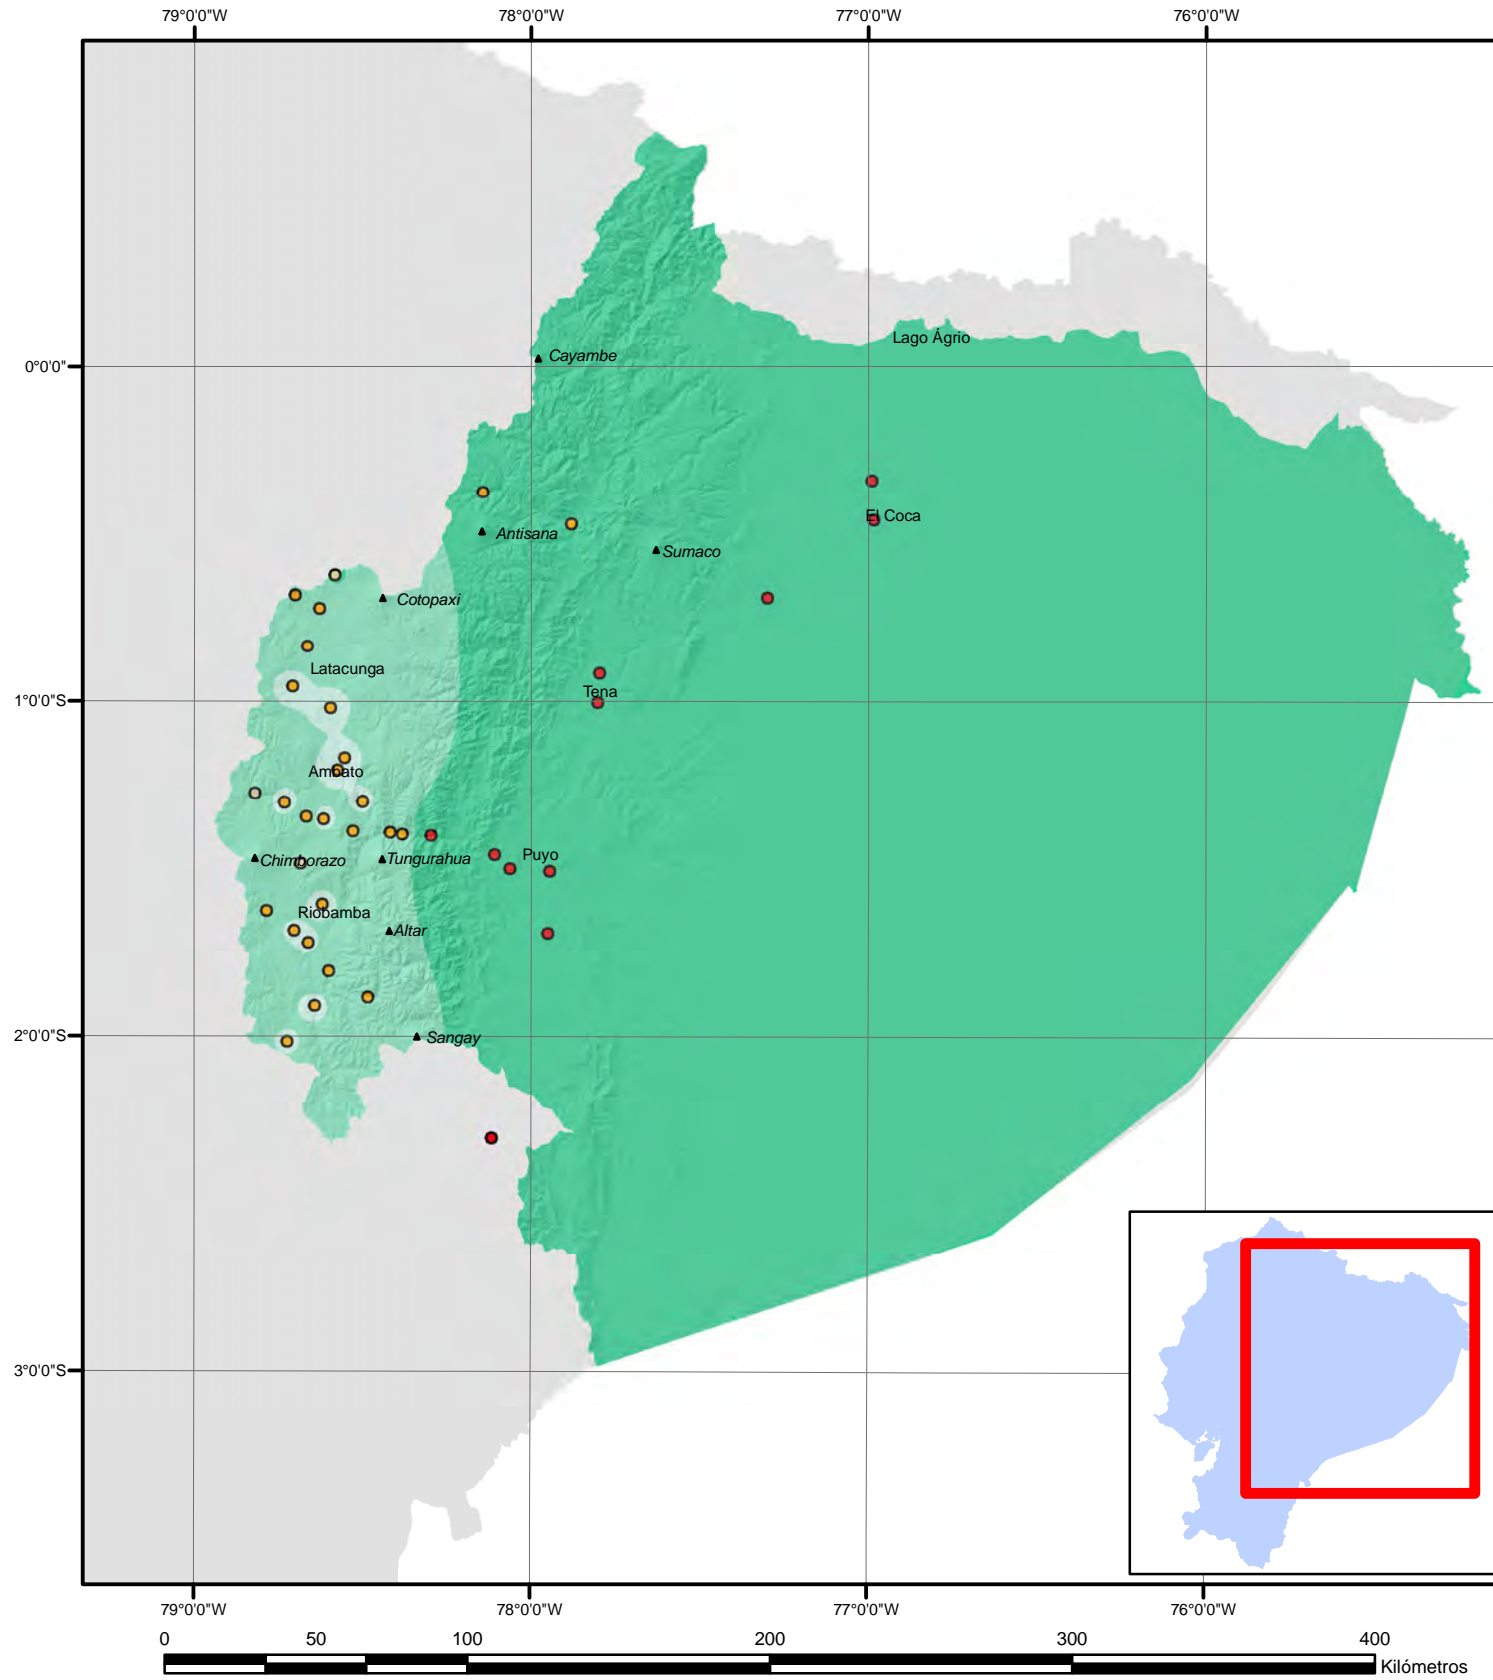 79°0'0"W 78°0'0"W 77°0'0"W 76°0'0"W
Lago Ágrio
Cayambe
0°0'0"
El Coca
Antisana
Sumaco
Cotopaxi
Latacunga
Tena
1°0'0"S
Ambato
Puyo
Chimborazo
Tungurahua
Riobamba
Altar
2°0'0"S
Sangay
3°0'0"S
79°0'0"W 78°0'0"W 77°0'0"W 76°0'0"W
0 50 100 200 300 400
Kilómetros